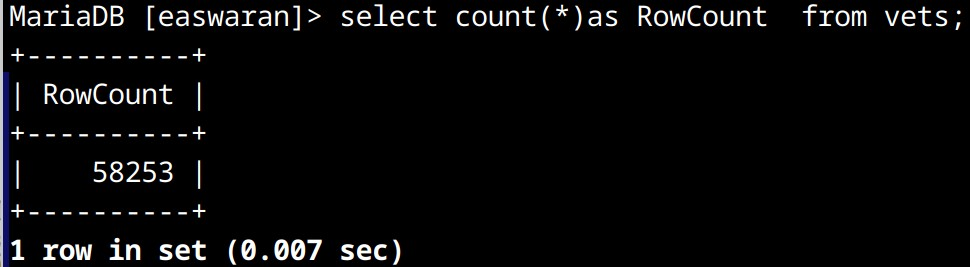 MariaDB [easwaran]> select count(*)as RowCount  from vets;
+----------+
| RowCount |
+----------+
|    58253 |
+----------+
1 row in set (0.007 sec)